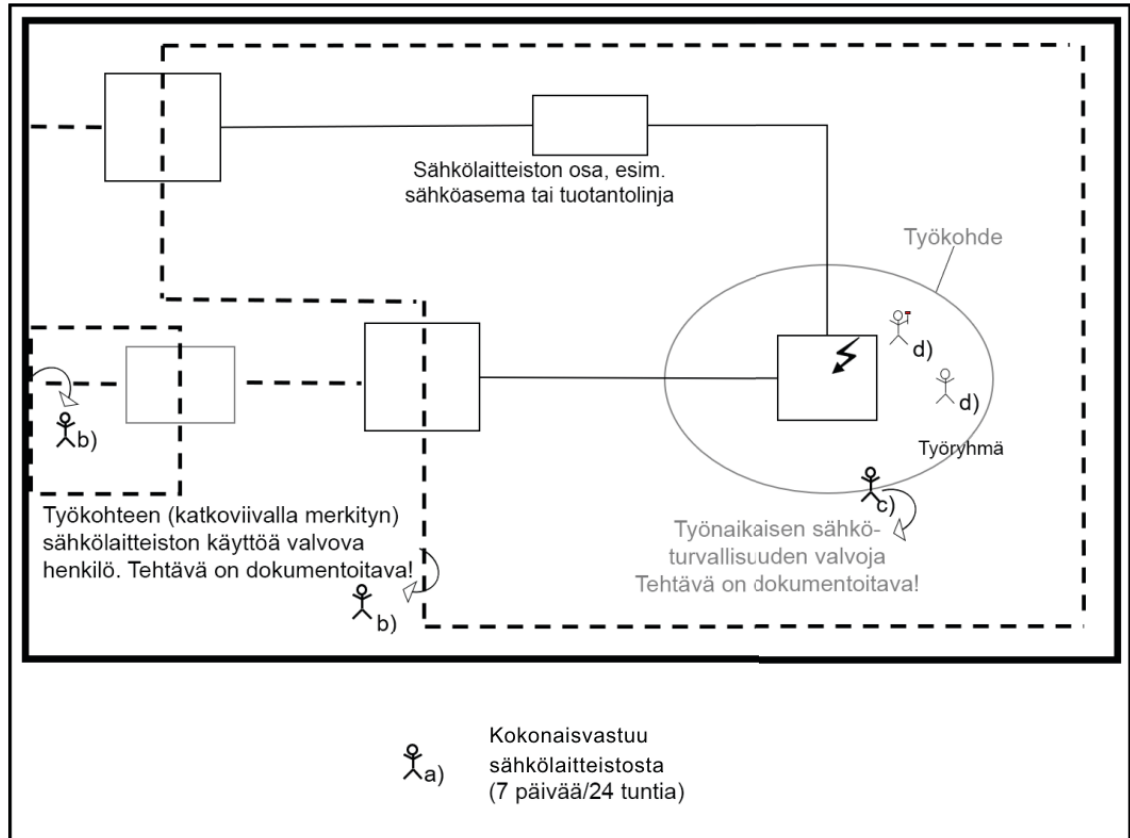 Sähkölaitteiston osa, esim.
sähköasema tai tuotantolinja
Työkohde
d)
d)
Työryhmä
b)
c)
Työkohteen (katkoviivalla merkityn)
sähkölaitteiston käyttöä valvova
henkilö. Tehtävä on dokumentoitava!
b)
Työnaikaisen sähkö-
turvallisuuden valvoja
Tehtävä on dokumentoitava!
a)
Kokonaisvastuu
sähkölaitteistosta
(7 päivää/24 tuntia)